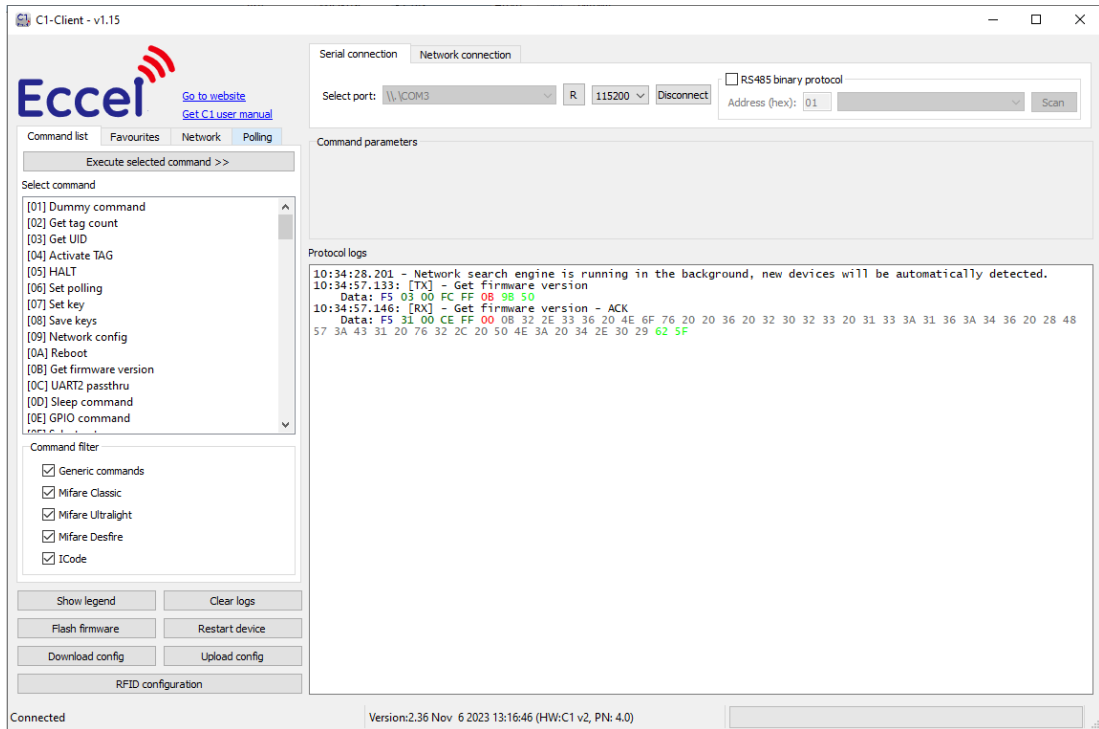 C1-Client - v1.15
Eccel
Go to website
Get C1 user manual
Command list Favourites Network Polling
Execute selected command >>
Select command
[01] Dummy command
[02] Get tag count
[03] Get UID
[04] Activate TAG
[05] HALT
[06] Set polling
[07] Set key
[08] Save keys
[09] Network config
[0A] Reboot
[0B] Get firmware version
[0C] UART2 passthru
[0D] Sleep command
[0E] GPIO command
Command filter
Generic commands
Mifare Classic
Mifare Ultralight
Mifare Desfire
ICode
Show legend Clear logs
Flash firmware Restart device
Download config Upload config
RFID configuration
Serial connection Network connection
Select port: \\.\COM3 R 115200 Disconnect
RS485 binary protocol
Address (hex): 01 Scan
Command parameters
Protocol logs
10:34:28.201 - Network search engine is running in the background, new devices will be automatically detected.
10:34:57.133: [TX] - Get firmware version
Data: F5 03 00 FC FF 0B 9B 50
10:34:57.146: [RX] - Get firmware version - ACK
Data: F5 31 00 CE FF 00 0B 32 2E 33 36 20 4E 6F 76 20 20 36 20 32 30 32 33 20 31 33 3A 31 36 3A 34 36 20 28 48
57 3A 43 31 20 76 32 2C 20 50 4E 3A 20 34 2E 30 29 62 5F
Connected Version:2.36 Nov 6 2023 13:16:46 (HW:C1 v2, PN: 4.0)